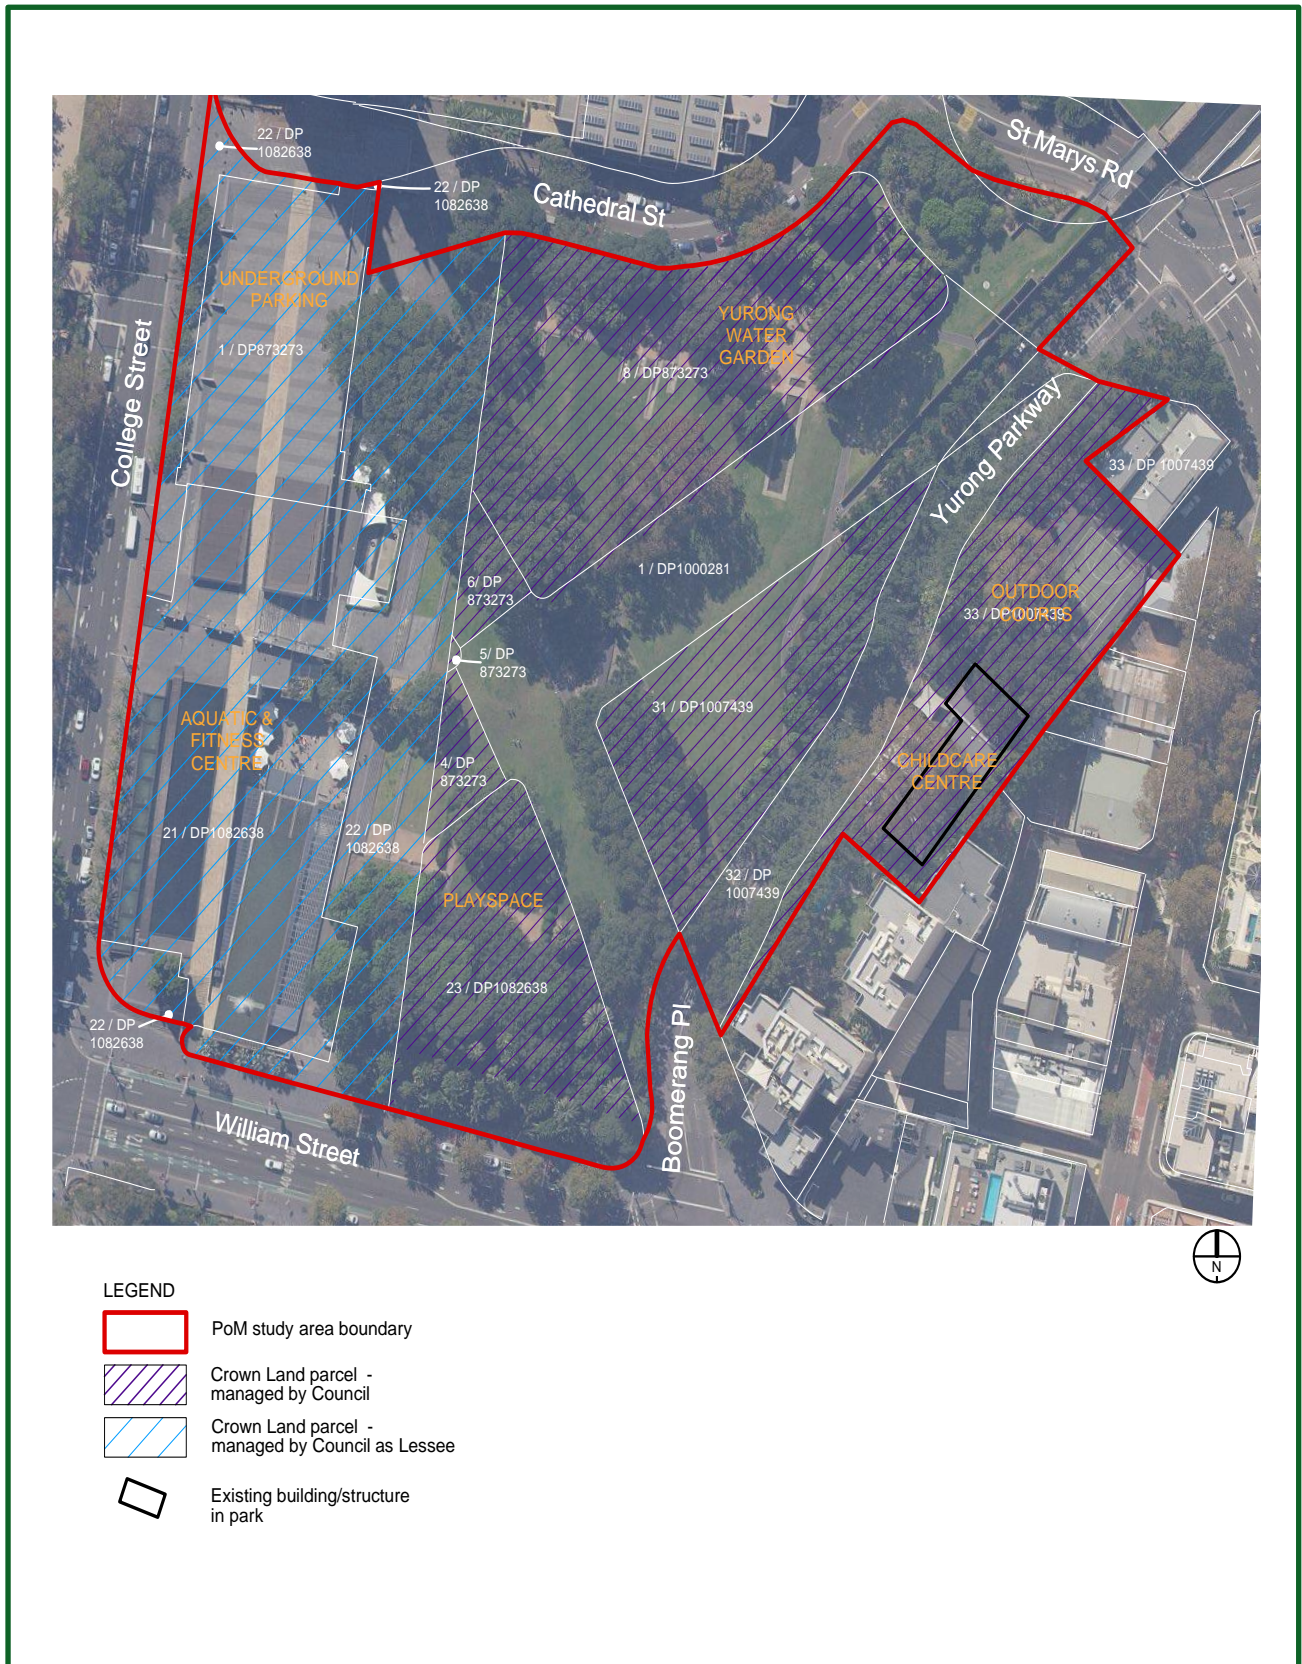 22 / DP
1082638
22 / DP
1082638
Cathedral St
St Marys Rd
UNDERGROUND
PARKING
1 / DP873273
College Street
YURONG
WATER
GARDEN
8 / DP873273
Yurong Parkway
33 / DP 1007439
1 / DP1000281
6/ DP
873273
OUTDOOR
COURTS
33 / DP1007439
5/ DP
873273
31 / DP1007439
AQUATIC &
FITNESS
CENTRE
4/ DP
873273
CHILDCARE
CENTRE
21 / DP1082638
22 / DP
1082638
32 / DP
1007439
PLAYSPACE
23 / DP1082638
22 / DP
1082638
Boomerang Pl
William Street
N
LEGEND
PoM study area boundary
Crown Land parcel -
managed by Council
Crown Land parcel -
managed by Council as Lessee
Existing building/structure
in park